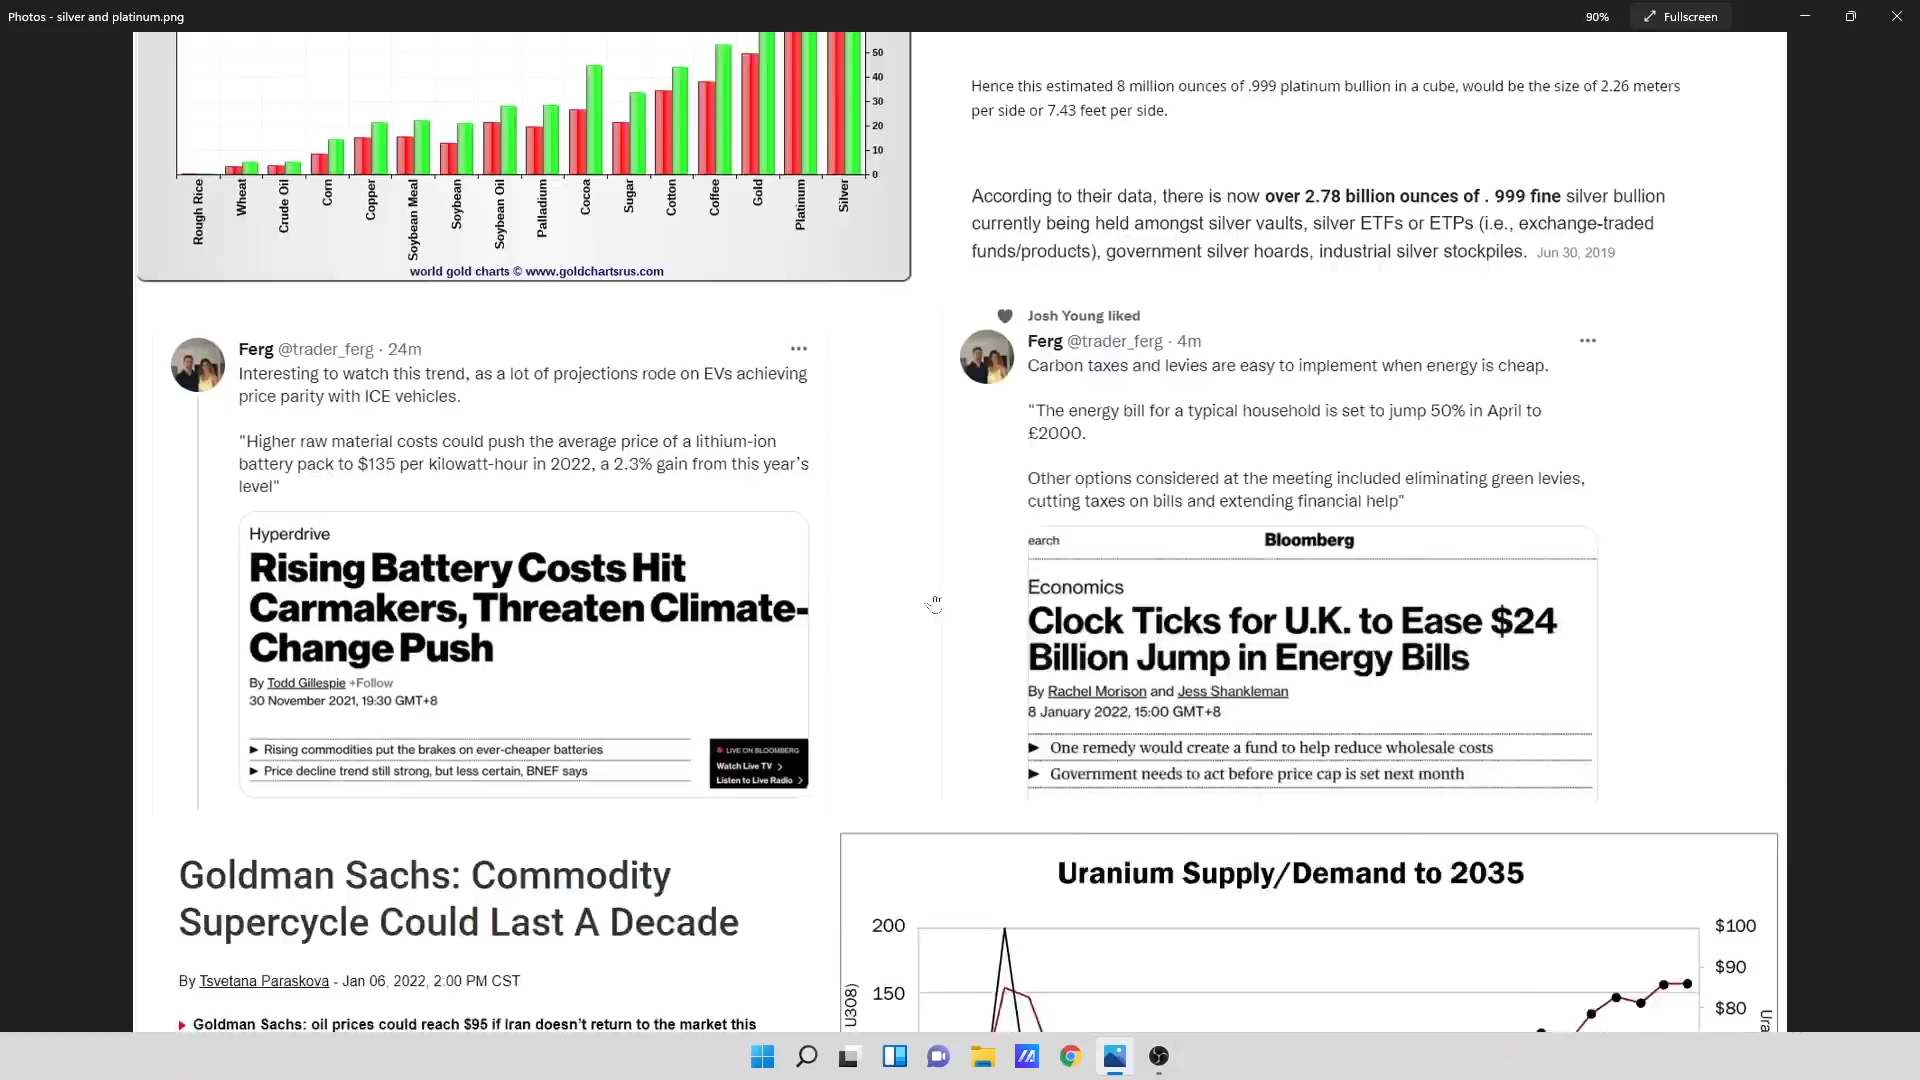 Photos - silver and platinum.png
90%
Fullscreen
50
40
30
20
10
0
Rough Rice
Wheat
Crude Oil
Corn
Copper
Soybean Meal
Soybean
Soybean Oil
Palladium
Cocoa
Sugar
Cotton
Coffee
Gold
Platinum
Silver
world gold charts © www.goldchartsrus.com
Hence this estimated 8 million ounces of .999 platinum bullion in a cube, would be the size of 2.26 meters
per side or 7.43 feet per side.
According to their data, there is now over 2.78 billion ounces of . 999 fine silver bullion
currently being held amongst silver vaults, silver ETFs or ETPs (i.e., exchange-traded
funds/products), government silver hoards, industrial silver stockpiles. Jun 30, 2019
Ferg @trader_ferg · 24m
Interesting to watch this trend, as a lot of projections rode on EVs achieving
price parity with ICE vehicles.
"Higher raw material costs could push the average price of a lithium-ion
battery pack to $135 per kilowatt-hour in 2022, a 2.3% gain from this year's
level"
Hyperdrive
Rising Battery Costs Hit
Carmakers, Threaten Climate-
Change Push
By Todd Gillespie +Follow
30 November 2021, 19:30 GMT+8
Rising commodities put the brakes on ever-cheaper batteries
Price decline trend still strong, but less certain, BNEF says
LIVE ON BLOOMBERG
Watch Live TV >
Listen to Live Radio >
Josh Young liked
Ferg @trader_ferg · 4m
Carbon taxes and levies are easy to implement when energy is cheap.
"The energy bill for a typical household is set to jump 50% in April to
£2000.
Other options considered at the meeting included eliminating green levies,
cutting taxes on bills and extending financial help"
earch
Bloomberg
Economics
Clock Ticks for U.K. to Ease $24
Billion Jump in Energy Bills
By Rachel Morison and Jess Shankleman
8 January 2022, 15:00 GMT+8
One remedy would create a fund to help reduce wholesale costs
Government needs to act before price cap is set next month
Goldman Sachs: Commodity
Supercycle Could Last A Decade
By Tsvetana Paraskova - Jan 06, 2022, 2:00 PM CST
Goldman Sachs: oil prices could reach $95 if Iran doesn't return to the market this
Uranium Supply/Demand to 2035
200
150
U308)
$100
$90
$80